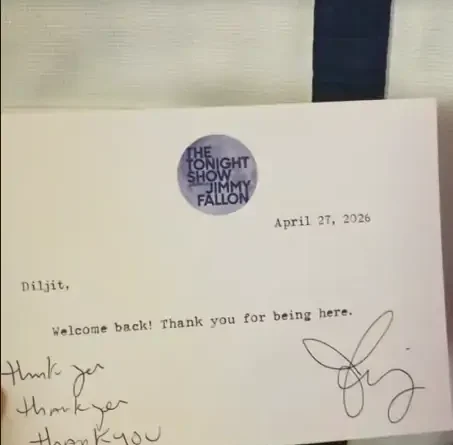 THE
TONIGHT
SHOW
JIMMY
FALLON
April 27, 2026
Diljit,
Welcome back! Thank you for being here.
thank you
thank you
thank you
Jimmy